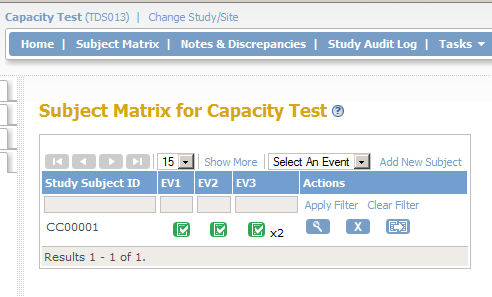 Capacity Test (TDS013) | Change Study/Site
Home | Subject Matrix | Notes & Discrepancies | Study Audit Log | Tasks
Subject Matrix for Capacity Test ?
15 Show More | Select An Event | Add New Subject
Study Subject ID EV1 EV2 EV3 Actions
Apply Filter Clear Filter
CC00001 x2 X
Results 1 - 1 of 1.